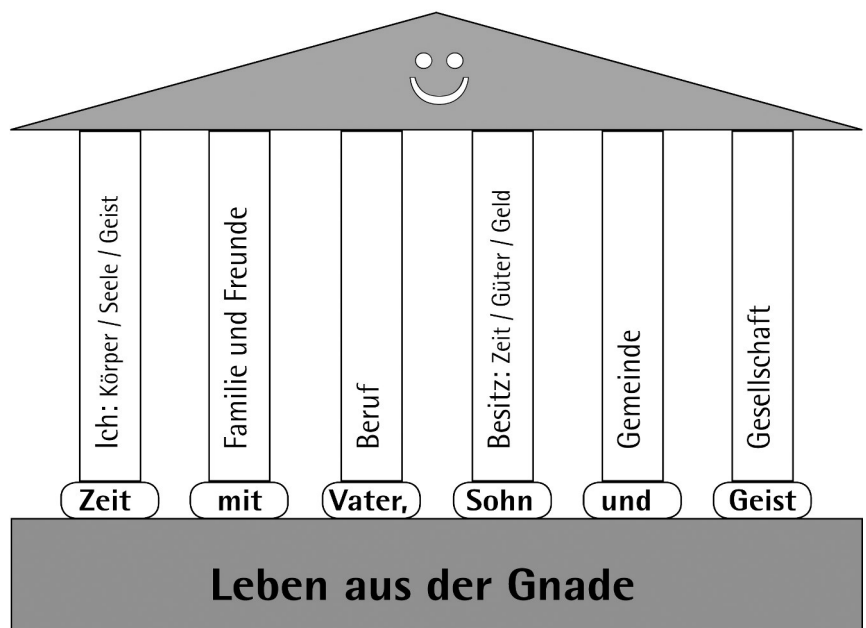 Ich: Körper / Seele / Geist
Familie und Freunde
Beruf
Besitz: Zeit / Güter / Geld
Gemeinde
Gesellschaft
Zeit mit Vater, Sohn und Geist
Leben aus der Gnade